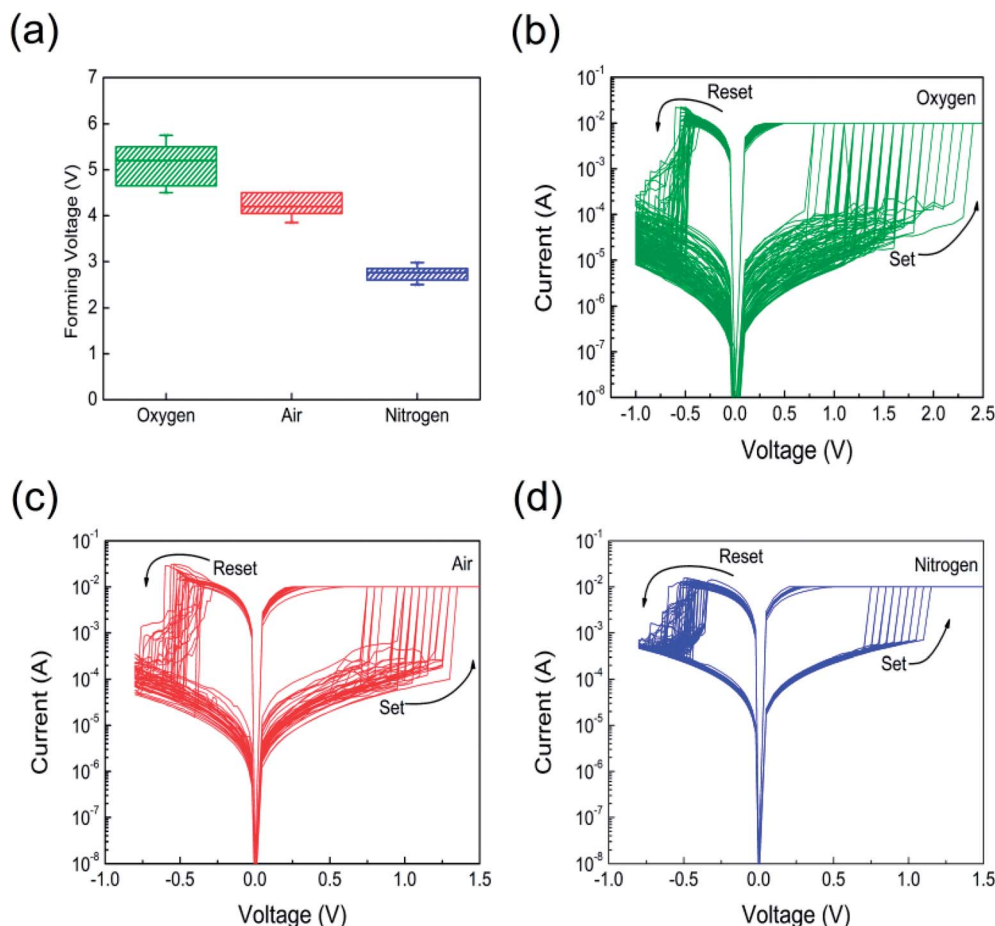 (a)
7
6
5
4
3
2
1
0
Forming Voltage (V)
Oxygen Air Nitrogen
(b)
10⁻¹
10⁻²
10⁻³
10⁻⁴
10⁻⁵
10⁻⁶
10⁻⁷
10⁻⁸
Current (A)
Reset
Oxygen
Set
-1.0 -0.5 0.0 0.5 1.0 1.5 2.0 2.5
Voltage (V)
(c)
10⁻¹
10⁻²
10⁻³
10⁻⁴
10⁻⁵
10⁻⁶
10⁻⁷
10⁻⁸
Current (A)
Reset
Air
Set
-1.0 -0.5 0.0 0.5 1.0 1.5
Voltage (V)
(d)
10⁻¹
10⁻²
10⁻³
10⁻⁴
10⁻⁵
10⁻⁶
10⁻⁷
10⁻⁸
Current (A)
Reset
Nitrogen
Set
-1.0 -0.5 0.0 0.5 1.0 1.5
Voltage (V)